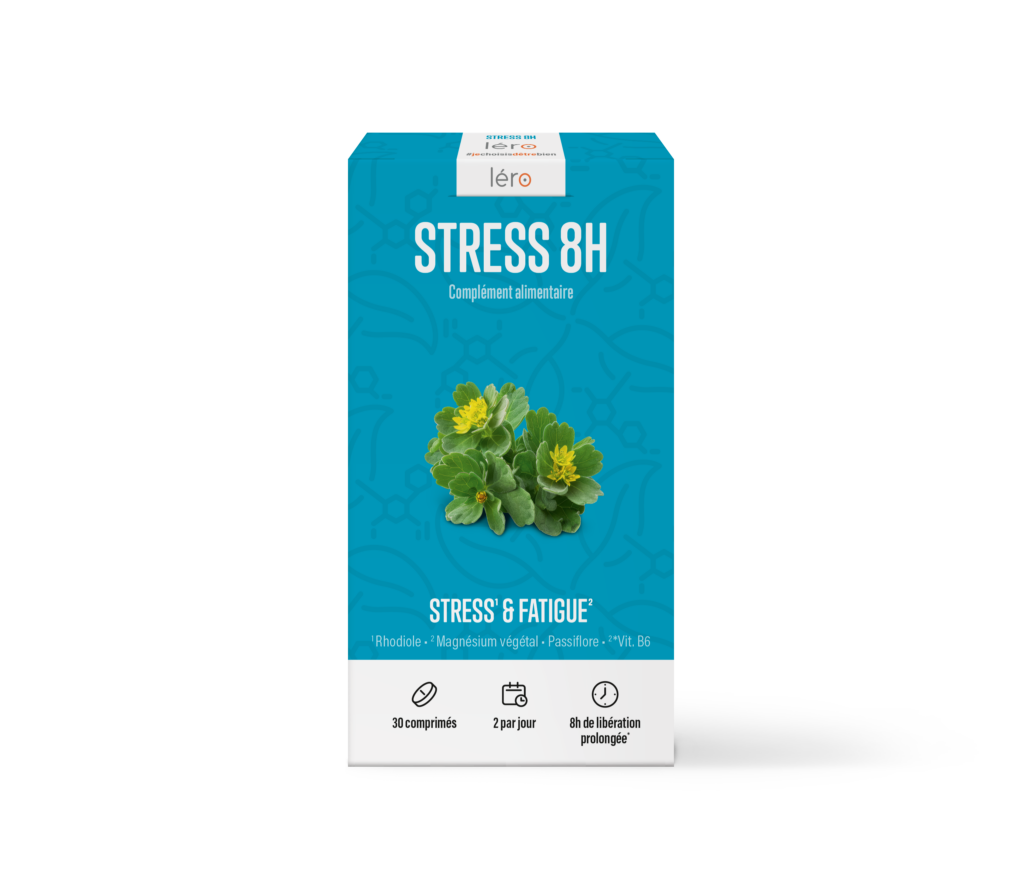 STRESS 8H
léro
#jechoisisdêtrebien
léro
STRESS 8H
Complément alimentaire
STRESS¹ & FATIGUE²
¹Rhodiole • ²Magnésium végétal • Passiflore • ²*Vit. B6
30 comprimés
2 par jour
8h de libération
prolongée*